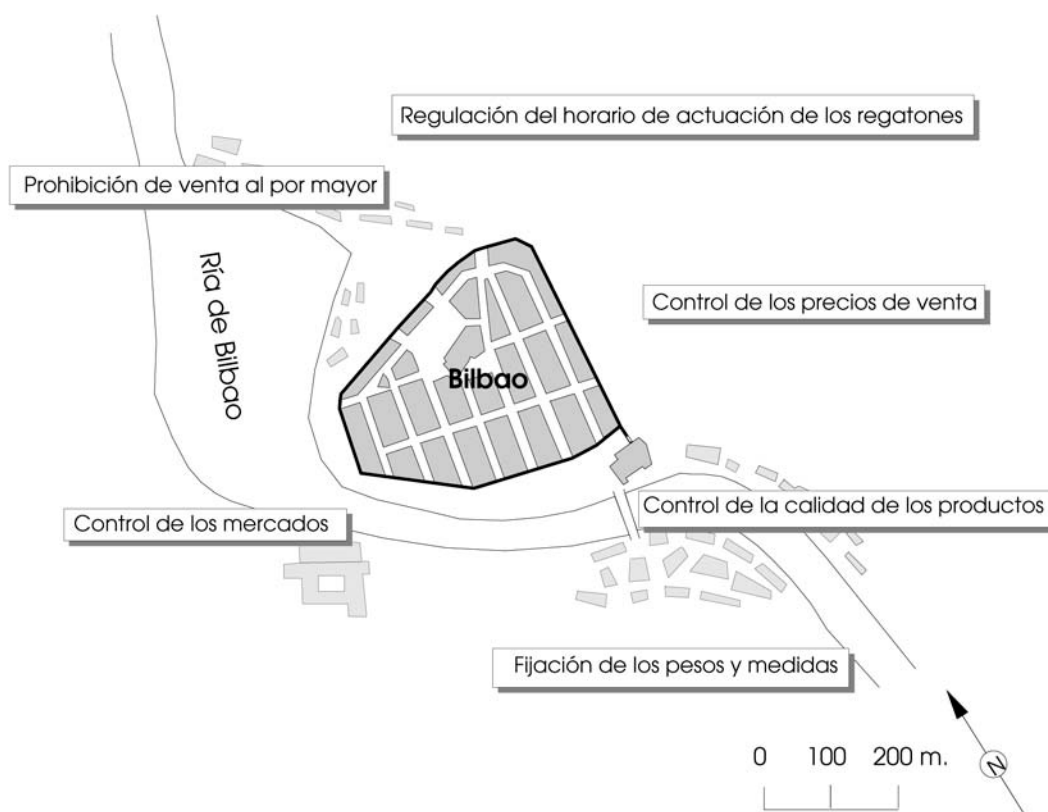 Regulación del horario de actuación de los regatones
Prohibición de venta al por mayor
Ría de Bilbao
Control de los precios de venta
Bilbao
Control de la calidad de los productos
Control de los mercados
Fijación de los pesos y medidas
0 100 200 m.
N